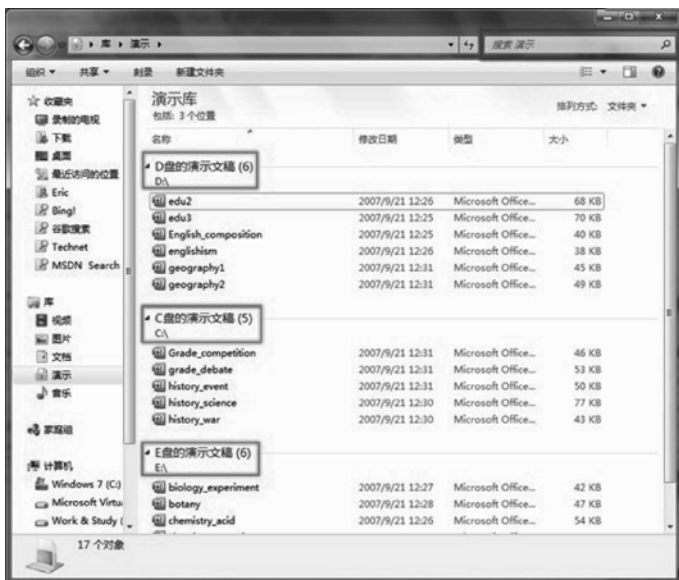 库 ▸ 演示 ▸
搜索 演示
组织 ▾ 共享 ▾ 刻录 新建文件夹
收藏夹
录制的电视
下载
桌面
最近访问的位置
Eric
Bing!
谷歌搜索
Technet
MSDN Search
库
视频
图片
文档
演示
音乐
家庭组
计算机
Windows 7 (C:)
Microsoft Virtu
Work & Study (
演示库
包括: 3 个位置
排列方式: 文件夹 ▾
名称 修改日期 类型 大小
D盘的演示文稿 (6)
D:\
edu2 2007/9/21 12:26 Microsoft Office... 68 KB
edu3 2007/9/21 12:25 Microsoft Office... 70 KB
English_composition 2007/9/21 12:25 Microsoft Office... 40 KB
englishism 2007/9/21 12:26 Microsoft Office... 38 KB
geography1 2007/9/21 12:31 Microsoft Office... 45 KB
geography2 2007/9/21 12:31 Microsoft Office... 49 KB
C盘的演示文稿 (5)
C:\
Grade_competition 2007/9/21 12:31 Microsoft Office... 46 KB
grade_debate 2007/9/21 12:31 Microsoft Office... 53 KB
history_event 2007/9/21 12:31 Microsoft Office... 50 KB
history_science 2007/9/21 12:30 Microsoft Office... 77 KB
history_war 2007/9/21 12:30 Microsoft Office... 43 KB
E盘的演示文稿 (6)
E:\
biology_experiment 2007/9/21 12:27 Microsoft Office... 42 KB
botany 2007/9/21 12:28 Microsoft Office... 47 KB
chemistry_acid 2007/9/21 12:26 Microsoft Office... 54 KB
17 个对象